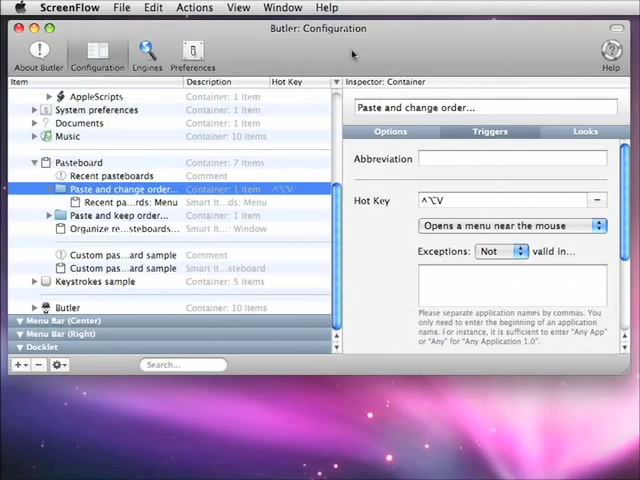 ScreenFlow File Edit Actions View Window Help
Butler: Configuration
About Butler Configuration Engines Preferences Help
Item Description Hot Key Inspector: Container
AppleScripts Container: 1 item
System preferences Container: 1 item
Documents Container: 1 item
Music Container: 10 items
Pasteboard Container: 7 items
Recent pasteboards Comment
Paste and change order... Container: 1 item ^⌥V
Recent pa...rds: Menu Smart It...ds: Menu
Paste and keep order... Container: 1 item
Organize re...steboards... Smart It...: Window
Custom pas...ard sample Comment
Custom pas...ard sample Smart It...steboard
Keystrokes sample Container: 5 items
Butler Container: 10 items
Menu Bar (Center)
Menu Bar (Right)
Docklet
Search...
Paste and change order...
Options Triggers Looks
Abbreviation
Hot Key ^⌥V
Opens a menu near the mouse
Exceptions: Not valid in...
Please separate application names by commas. You
only need to enter the beginning of an application
name. For instance, it is sufficient to enter "Any App"
or "Any" for "Any Application 1.0".